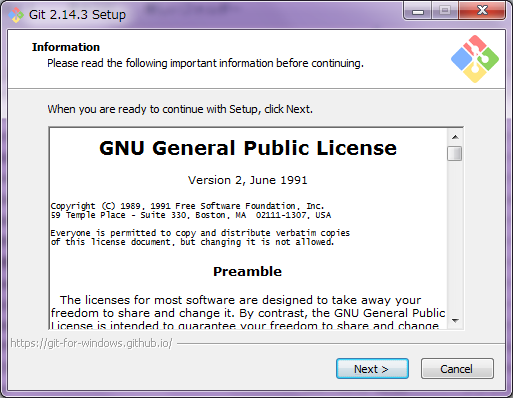 Git 2.14.3 Setup
Information
Please read the following important information before continuing.
When you are ready to continue with Setup, click Next.
GNU General Public License
Version 2, June 1991
Copyright (C) 1989, 1991 Free Software Foundation, Inc.
59 Temple Place - Suite 330, Boston, MA  02111-1307, USA
Everyone is permitted to copy and distribute verbatim copies
of this license document, but changing it is not allowed.
Preamble
The licenses for most software are designed to take away your
freedom to share and change it. By contrast, the GNU General Public
License is intended to guarantee your freedom to share and change
https://git-for-windows.github.io/
Next >
Cancel